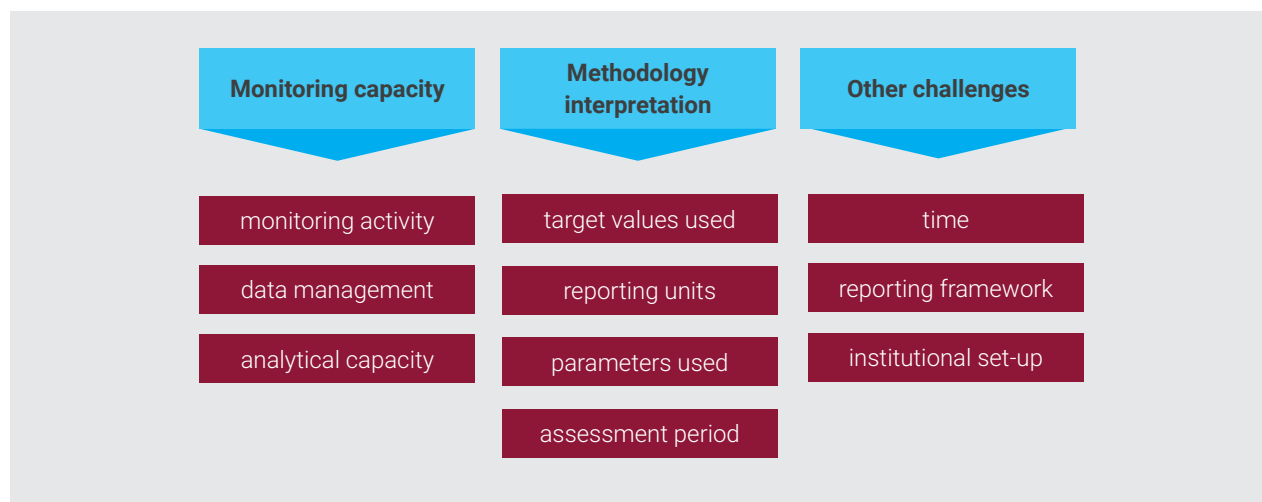 Monitoring capacity
monitoring activity
data management
analytical capacity
Methodology
interpretation
target values used
reporting units
parameters used
assessment period
Other challenges
time
reporting framework
institutional set-up